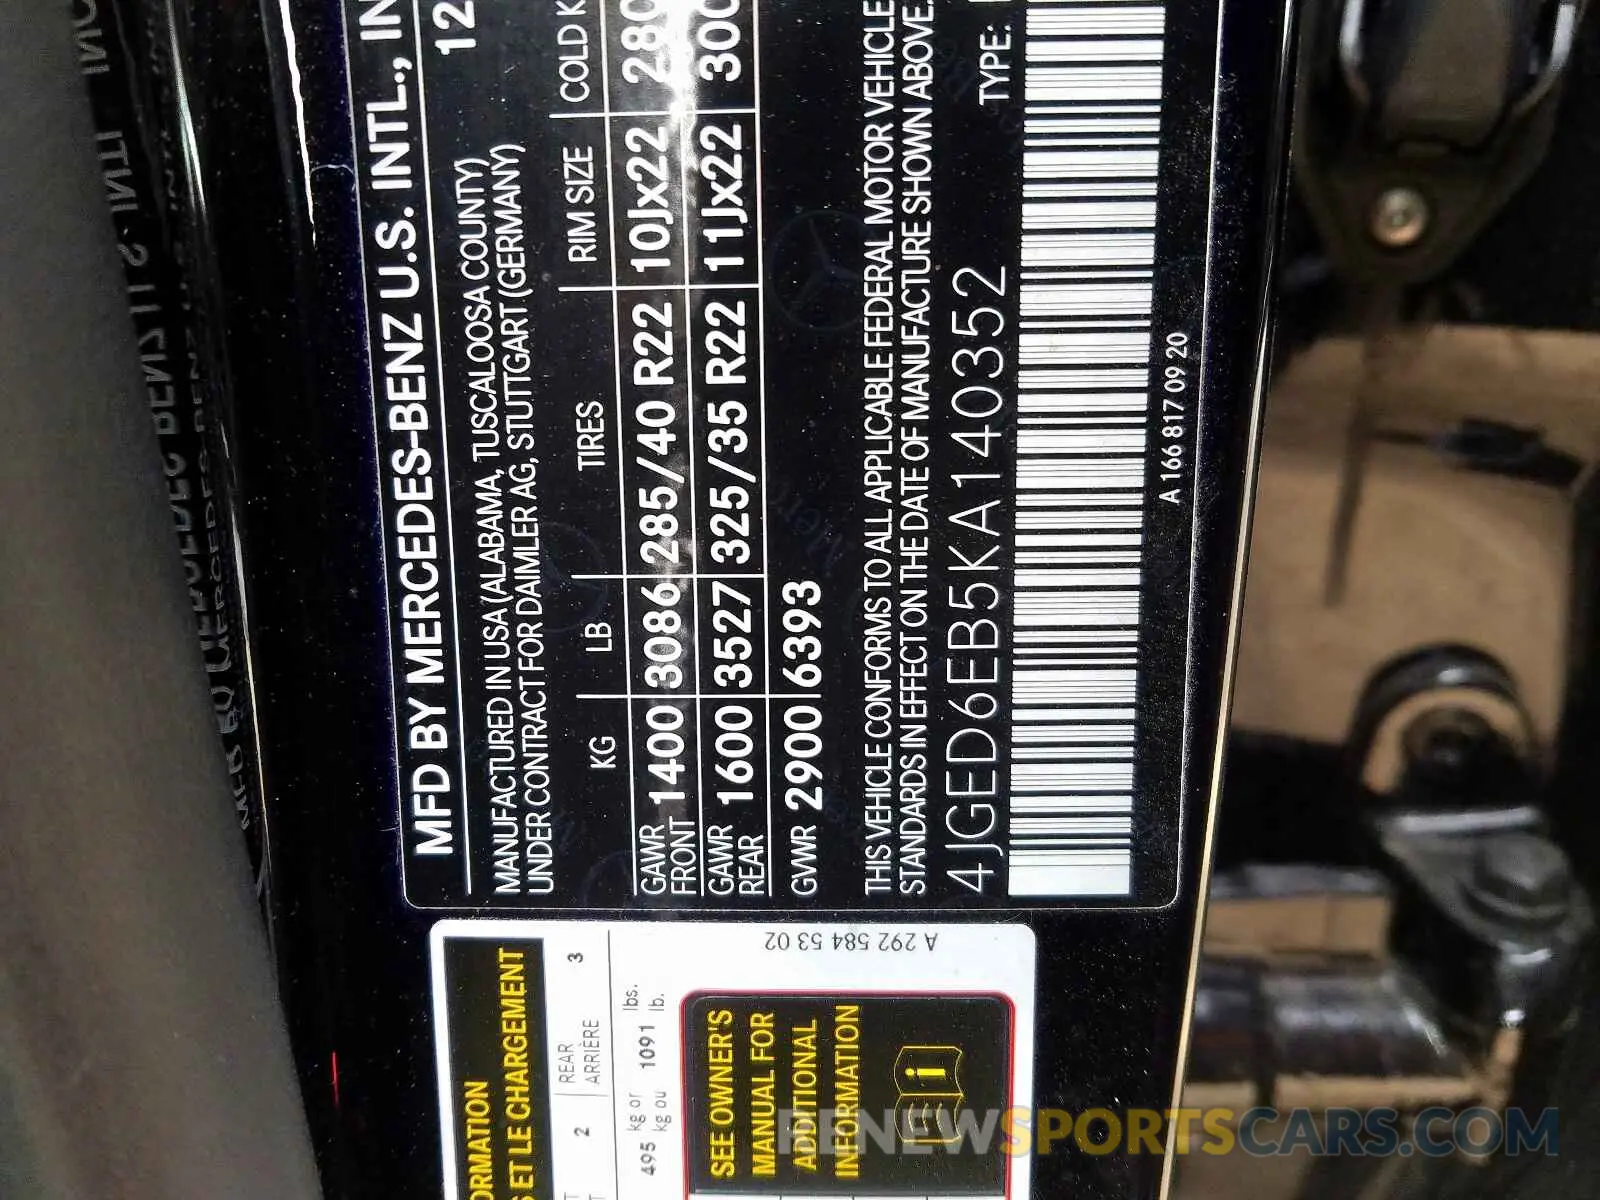 MFD BY MERCEDES-BENZ U.S. INTL., IN
12
MANUFACTURED IN USA (ALABAMA, TUSCALOOSA COUNTY)
UNDER CONTRACT FOR DAIMLER AG, STUTTGART (GERMANY)
KG LB TIRES RIM SIZE COLD K
GAWR FRONT 1400 3086 285/40 R22 10Jx22 280
GAWR REAR 1600 3527 325/35 R22 11Jx22 300
GVWR 2900 6393
THIS VEHICLE CONFORMS TO ALL APPLICABLE FEDERAL MOTOR VEHICLE
STANDARDS IN EFFECT ON THE DATE OF MANUFACTURE SHOWN ABOVE.
4JGED6EB5KA140352 TYPE:
A 166 817 09 20
ORMATION
S ET LE CHARGEMENT
2 REAR 3
ARRIÈRE
495 kg or 1091 lbs.
kg ou lb.
A 292 584 53 02
SEE OWNER'S
MANUAL FOR
ADDITIONAL
INFORMATION
RENEWSPORTSCARS.COM